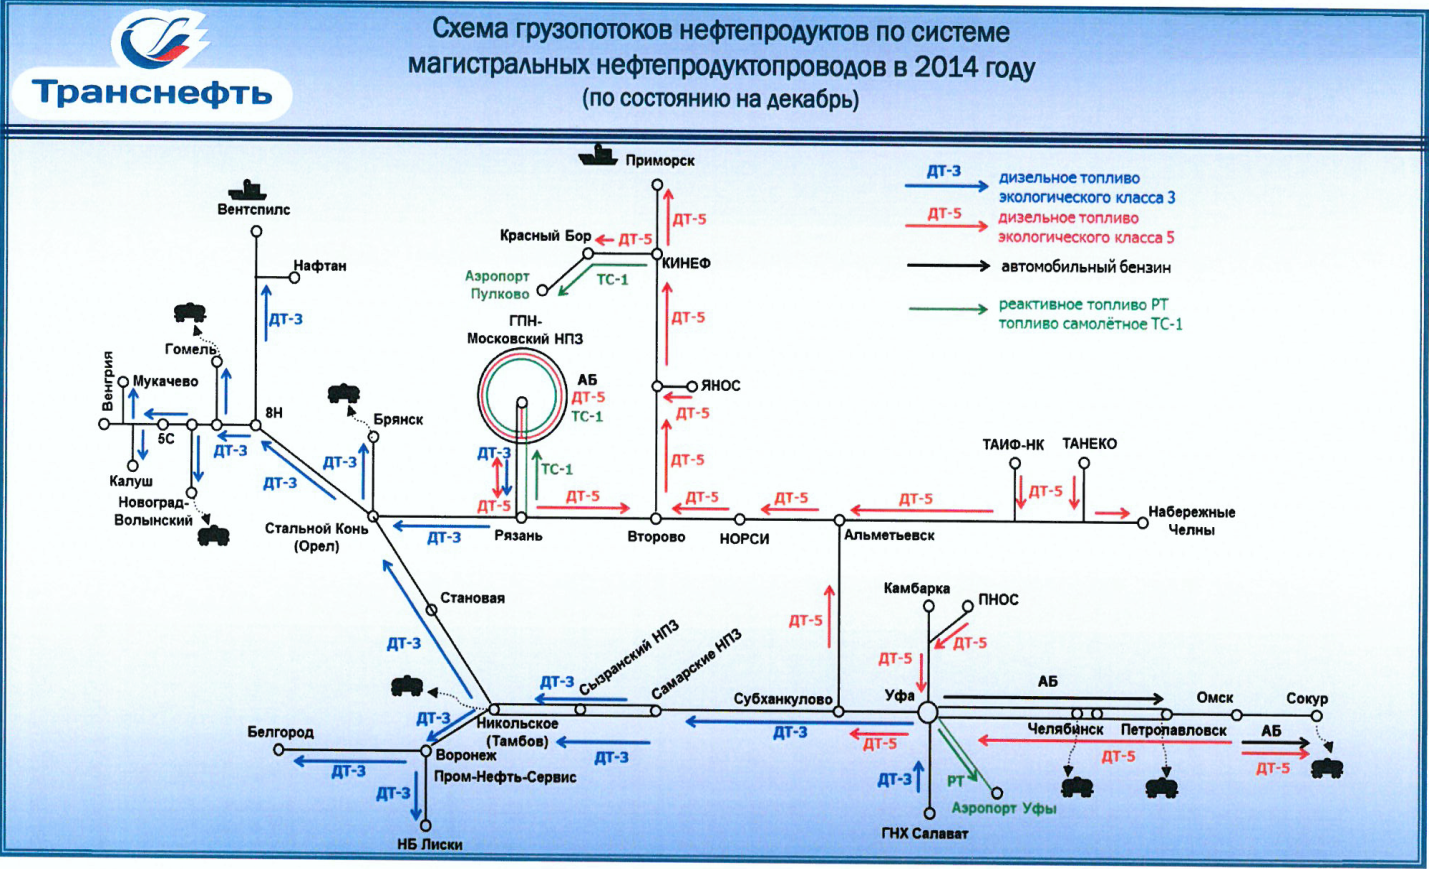 Транснефть
Схема грузопотоков нефтепродуктов по системе
магистральных нефтепродуктопроводов в 2014 году
(по состоянию на декабрь)
ДТ-3
дизельное топливо
экологического класса 3
ДТ-5
дизельное топливо
экологического класса 5
автомобильный бензин
реактивное топливо РТ
топливо самолётное ТС-1
Приморск
Вентспилс
ДТ-5
Красный Бор
ДТ-5
КИНЕФ
Нафтан
Аэропорт
Пулково
ТС-1
ДТ-3
ДТ-5
ГПН-
Московский НПЗ
Гомель
Венгрия
Мукачево
АБ
ДТ-5
ТС-1
ЯНОС
ДТ-5
8Н
Брянск
5С
ДТ-3
ДТ-3
ДТ-3
ДТ-3
ТС-1
ДТ-5
ТАИФ-НК
ТАНЕКО
Калуш
Новоград-
Волынский
ДТ-5
ДТ-5
ДТ-5
ДТ-5
ДТ-5
ДТ-5
Набережные
Челны
Стальной Конь
(Орел)
ДТ-3
Рязань
Второво
НОРСИ
Альметьевск
Становая
Камбарка
ПНОС
ДТ-5
ДТ-5
ДТ-5
ДТ-3
Сызранский НПЗ
Самарские НПЗ
ДТ-3
Субханкулово
Уфа
АБ
Омск
Сокур
ДТ-3
Никольское
(Тамбов)
ДТ-3
ДТ-3
ДТ-5
Челябинск
Петропавловск
АБ
ДТ-5
ДТ-5
Белгород
ДТ-3
Воронеж
Пром-Нефть-Сервис
ДТ-3
ДТ-3
РТ
Аэропорт Уфы
НБ Лиски
ГНХ Салават